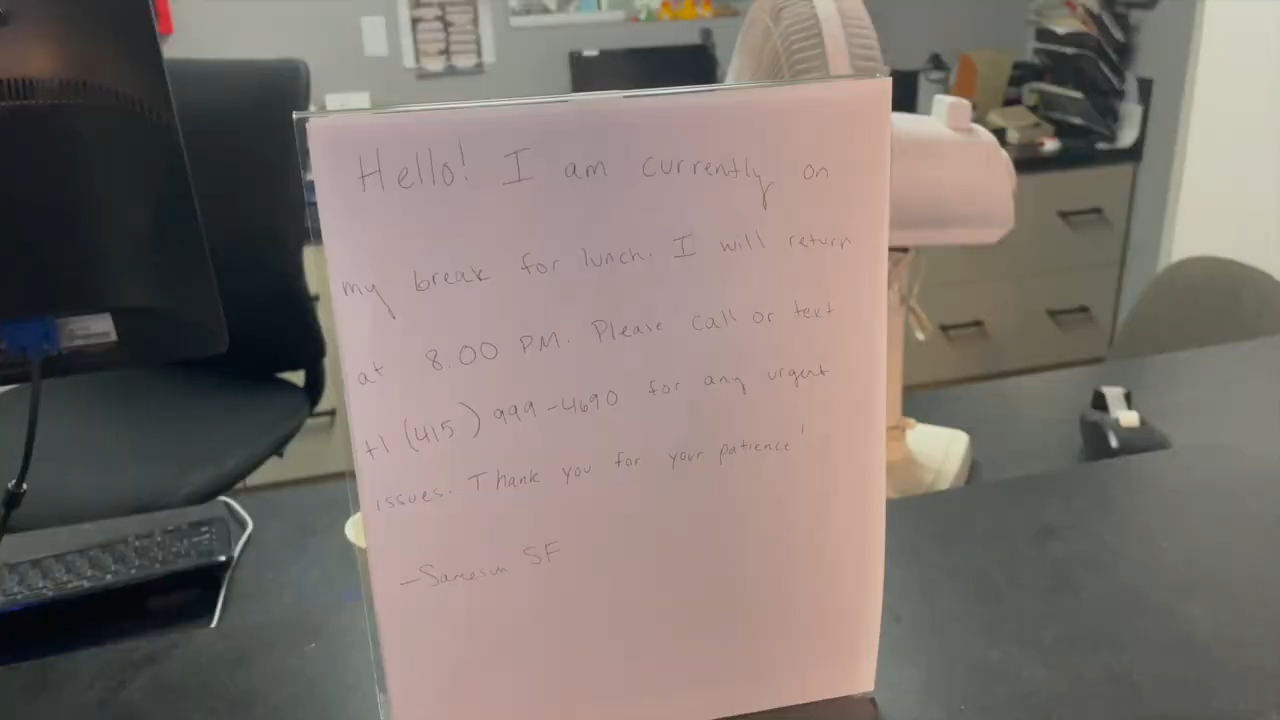 Hello! I am currently on
my break for lunch. I will return
at 8.00 PM. Please call or text
+1 (415) 999-4690 for any urgent
issues. Thank you for your patience!
-Samesun SF